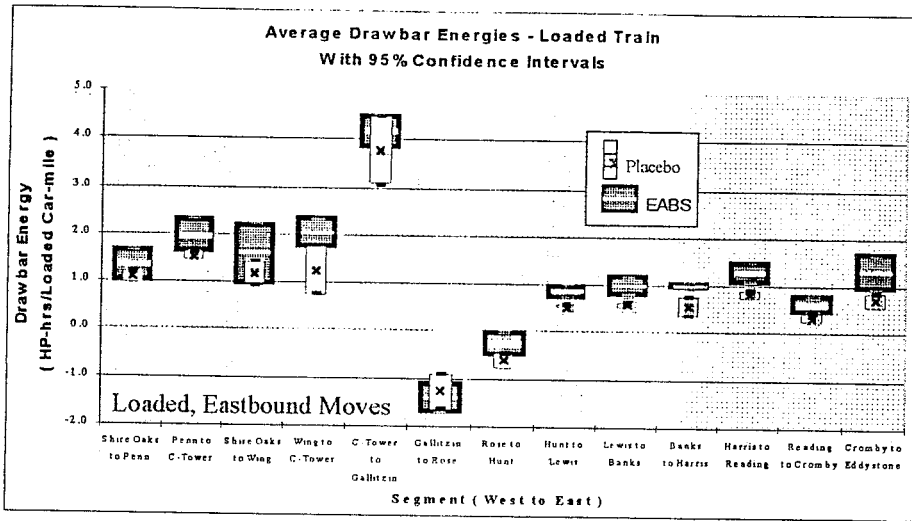 Average Drawbar Energies - Loaded Train
With 95% Confidence Intervals
Drawbar Energy
( HP-hrs/Loaded Car-mile )
5.0
4.0
3.0
2.0
1.0
0.0
-1.0
-2.0
Placebo
EABS
Loaded, Eastbound Moves
Shire Oaks to Penn
Penn to C-Tower
Shire Oaks to Wing
Wing to C-Tower
C-Tower to Gallitzin
Gallitzin to Rose
Rose to Hunt
Hunt to Lewis
Lewis to Banks
Banks to Harris
Harris to Reading
Reading to Cromby
Cromby to Eddystone
Segment ( West to East )